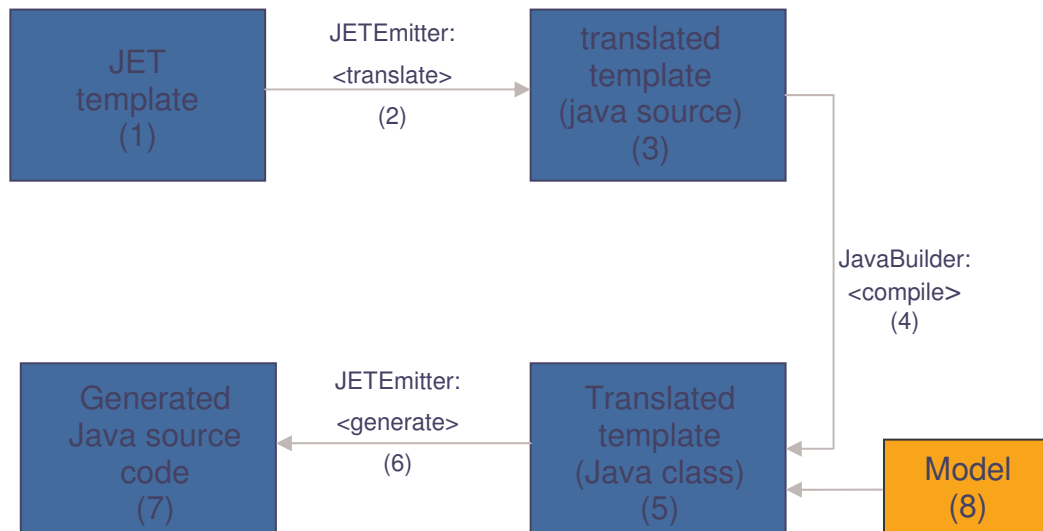 JET
template
(1)
JETEmitter:
<translate>
(2)
translated
template
(java source)
(3)
JavaBuilder:
<compile>
(4)
Generated
Java source
code
(7)
JETEmitter:
<generate>
(6)
Translated
template
(Java class)
(5)
Model
(8)